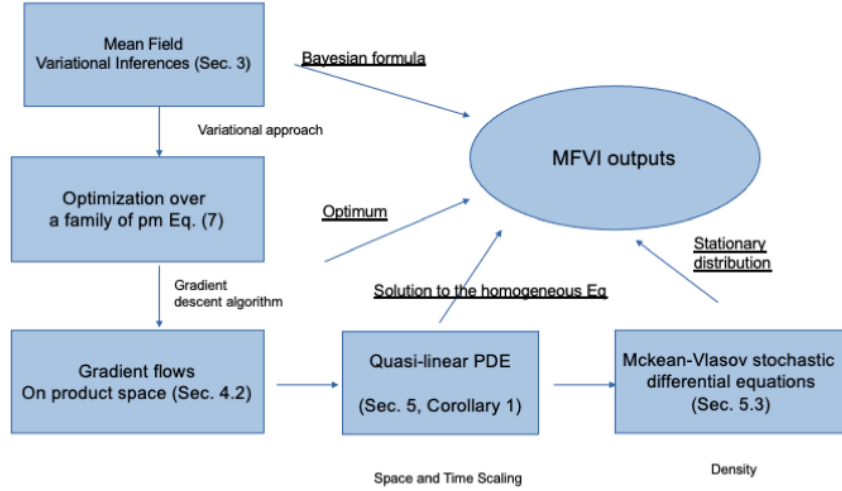 Mean Field
Variational Inferences (Sec. 3)
Bayesian formula
Variational approach
MFVI outputs
Optimization over
a family of pm Eq. (7)
Optimum
Stationary
distribution
Gradient
descent algorithm
Solution to the homogeneous Eq
Gradient flows
On product space (Sec. 4.2)
Quasi-linear PDE
(Sec. 5, Corollary 1)
Mckean-Vlasov stochastic
differential equations
(Sec. 5.3)
Space and Time Scaling
Density